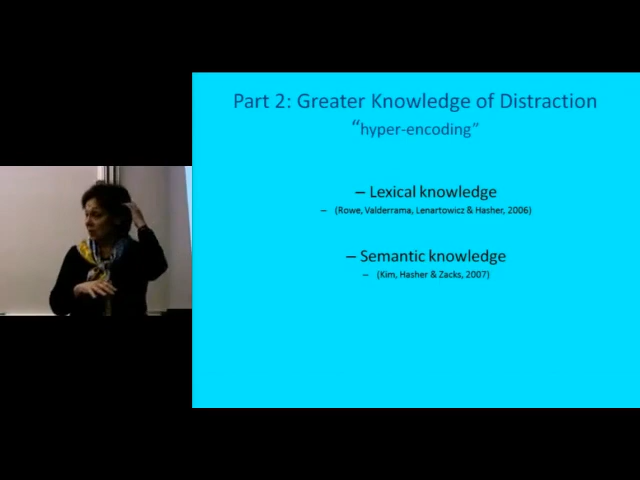 Part 2: Greater Knowledge of Distraction
“hyper-encoding”
– Lexical knowledge
– (Rowe, Valderrama, Lenartowicz & Hasher, 2006)
– Semantic knowledge
– (Kim, Hasher & Zacks, 2007)